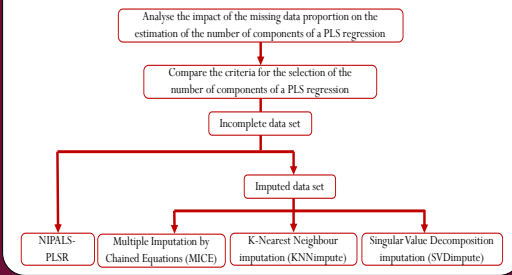 Analyse the impact of the missing data proportion on the
estimation of the number of components of a PLS regression
Compare the criteria for the selection of the
number of components of a PLS regression
Incomplete data set
Imputed data set
NIPALS-
PLSR
Multiple Imputation by
Chained Equations (MICE)
K-Nearest Neighbour
imputation (KNNimpute)
Singular Value Decomposition
imputation (SVDimpute)